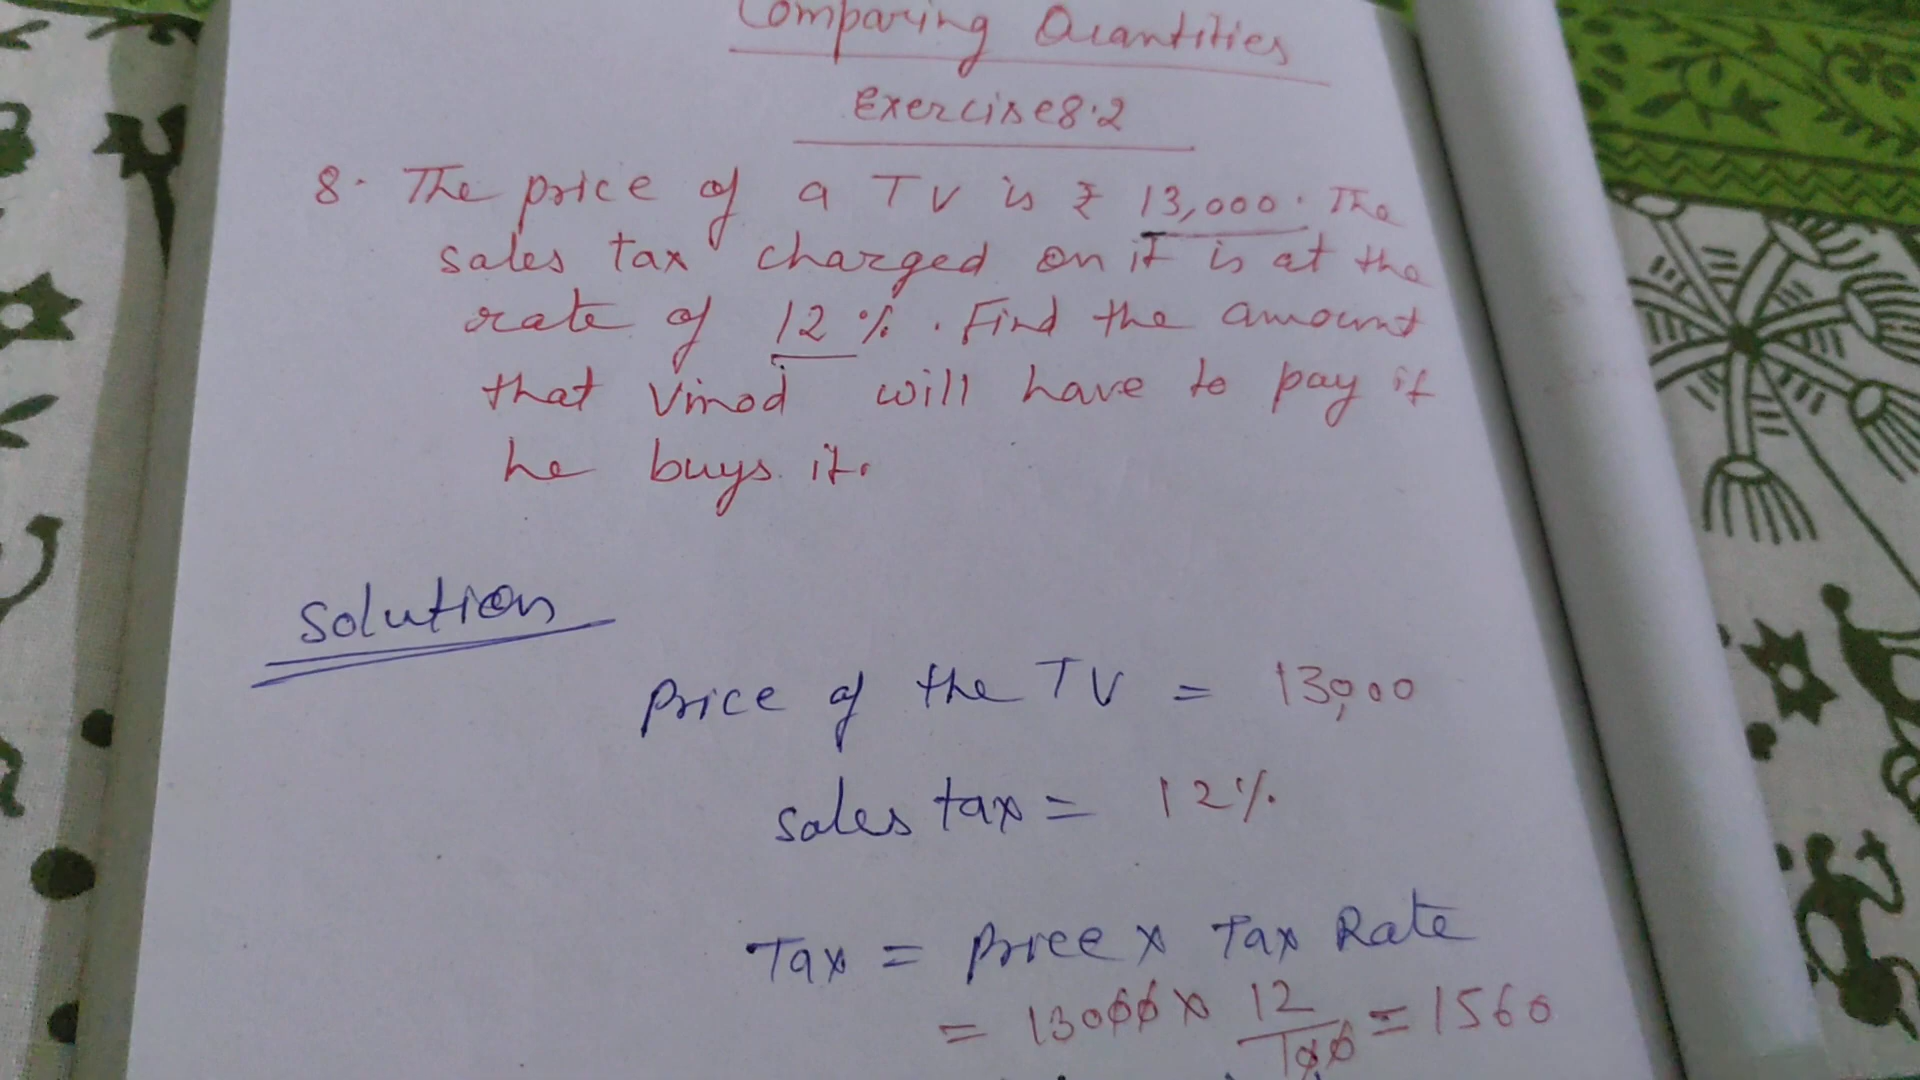 Comparing Quantities
Exercise 8.2
8. The price of a TV is ₹ 13,000. The
sales tax charged on it is at the
rate of 12 %. Find the amount
that Vinod will have to pay if
he buys it.
Solution
Price of the TV = 13,000
sales tax = 12%
Tax = Price x Tax Rate
= 13000 x 12/100 = 1560